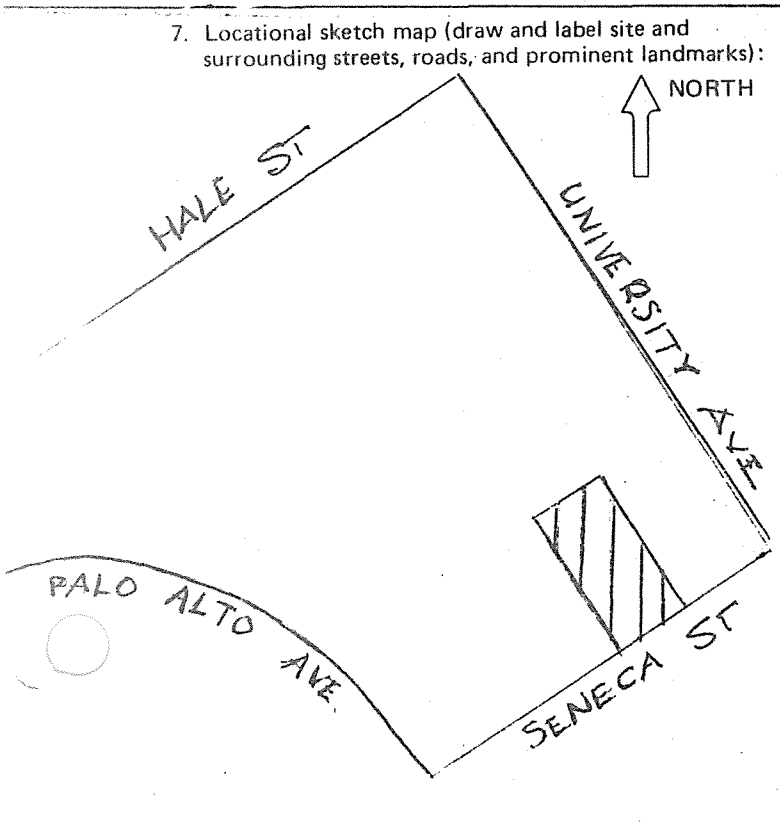 7. Locational sketch map (draw and label site and
surrounding streets, roads, and prominent landmarks):
NORTH
HALE ST
UNIVERSITY AVE
PALO ALTO AVE.
SENECA ST